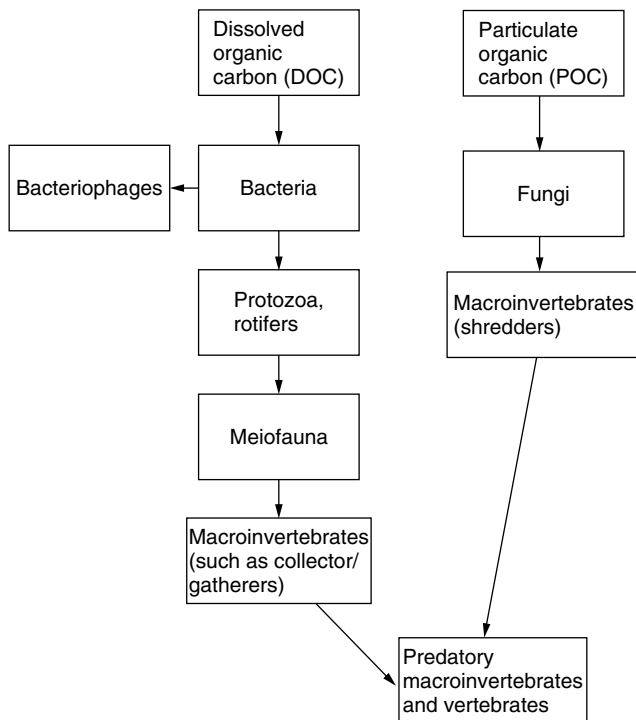 Dissolved
organic
carbon (DOC)
Particulate
organic
carbon (POC)
Bacteriophages
Bacteria
Fungi
Protozoa,
rotifers
Macroinvertebrates
(shredders)
Meiofauna
Macroinvertebrates
(such as collector/
gatherers)
Predatory
macroinvertebrates
and vertebrates